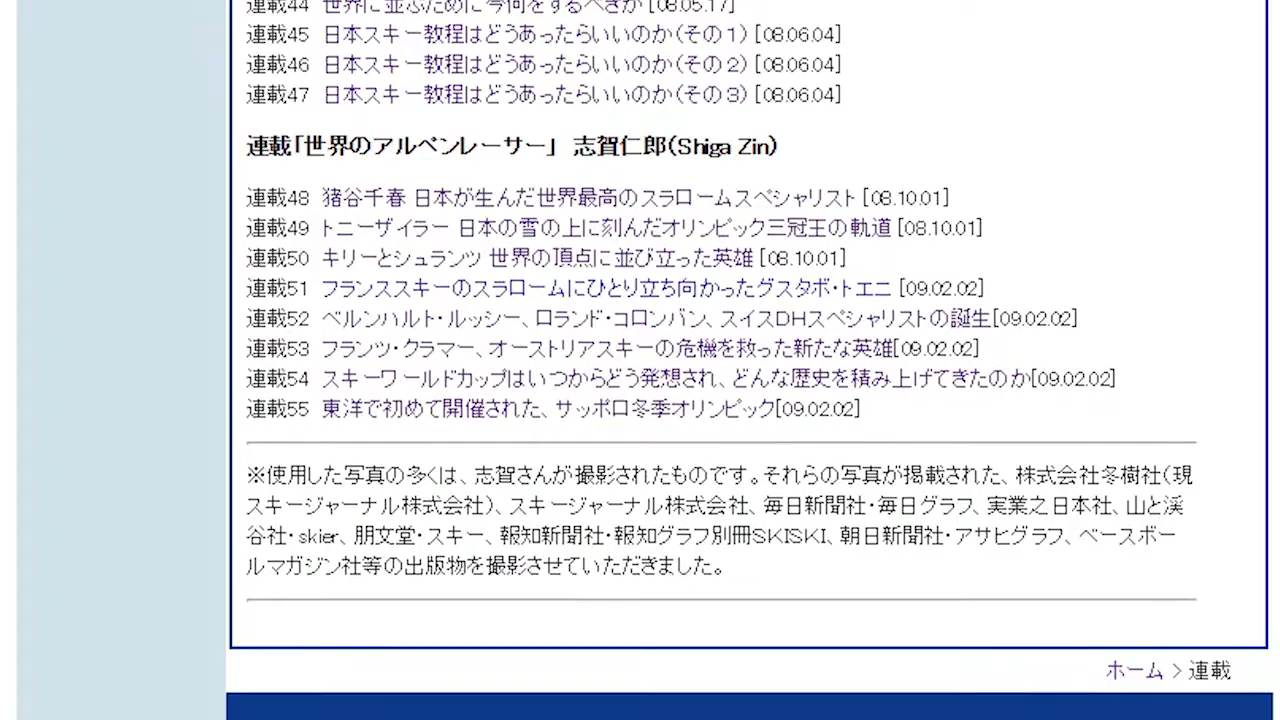 連載44 世界に並ぶために今何をするべきか [08.05.17]
連載45 日本スキー教程はどうあったらいいのか(その1) [08.06.04]
連載46 日本スキー教程はどうあったらいいのか(その2) [08.06.04]
連載47 日本スキー教程はどうあったらいいのか(その3) [08.06.04]
連載「世界のアルペンレーサー」 志賀仁郎(Shiga Zin)
連載48 猪谷千春 日本が生んだ世界最高のスラロームスペシャリスト [08.10.01]
連載49 トニーザイラー 日本の雪の上に刻んだオリンピック三冠王の軌道 [08.10.01]
連載50 キリーとシュランツ 世界の頂点に並び立った英雄 [08.10.01]
連載51 フランススキーのスラロームにひとり立ち向かったグスタボ・トエニ [09.02.02]
連載52 ベルンハルト・ルッシー、ロランド・コロンバン、スイスDHスペシャリストの誕生[09.02.02]
連載53 フランツ・クラマー、オーストリアスキーの危機を救った新たな英雄[09.02.02]
連載54 スキーワールドカップはいつからどう発想され、どんな歴史を積み上げてきたのか[09.02.02]
連載55 東洋で初めて開催された、サッポロ冬季オリンピック[09.02.02]
※使用した写真の多くは、志賀さんが撮影されたものです。それらの写真が掲載された、株式会社冬樹社(現
スキージャーナル株式会社)、スキージャーナル株式会社、毎日新聞社・毎日グラフ、実業之日本社、山と渓
谷社・skier、朋文堂・スキー、報知新聞社・報知グラフ別冊SKISKI、朝日新聞社・アサヒグラフ、ベースボー
ルマガジン社等の出版物を撮影させていただきました。
ホーム > 連載